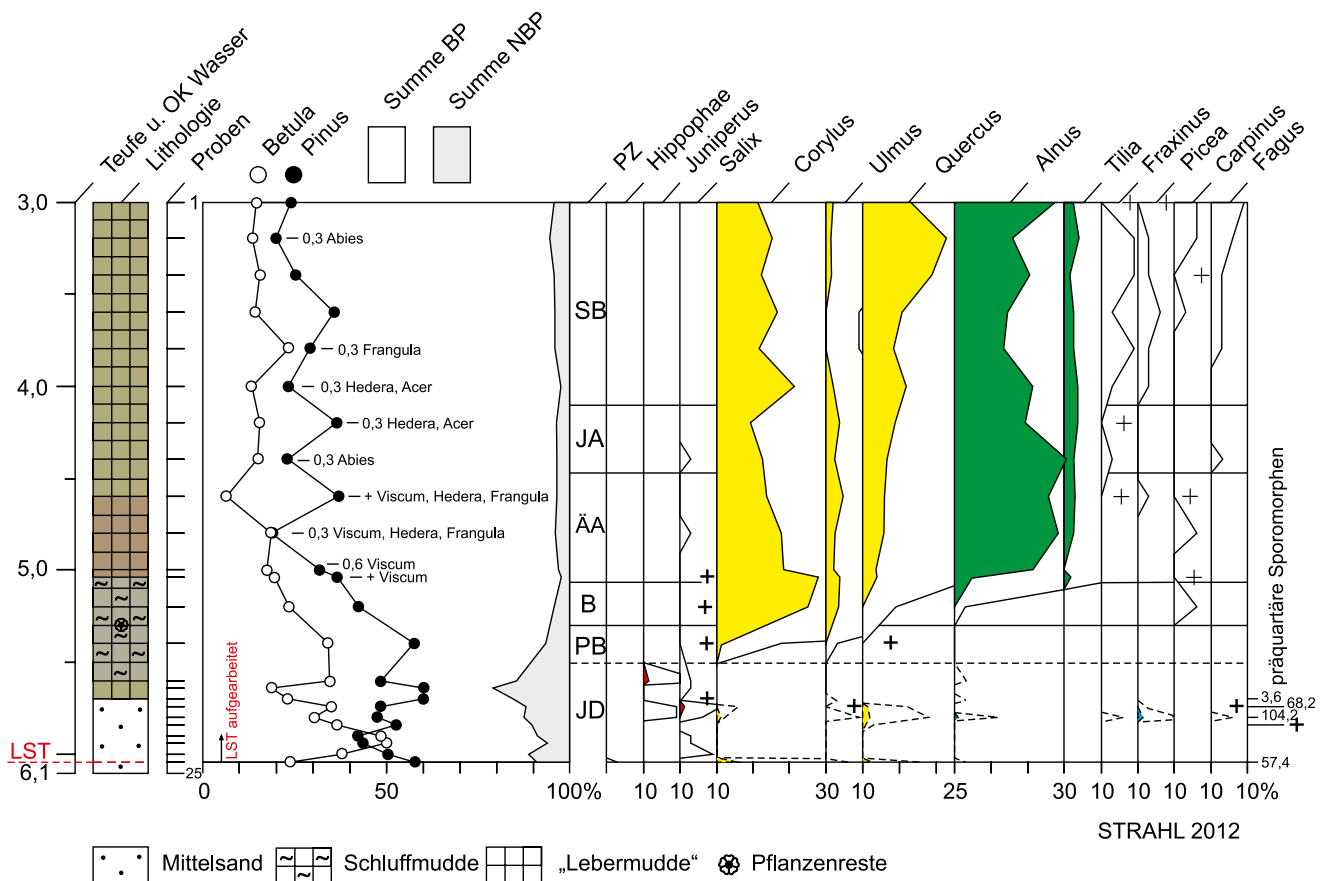 Teufe u. OK Wasser
Lithologie
Proben
Betula
Pinus
Summe BP
Summe NBP
PZ
Hippophae
Juniperus
Salix
Corylus
Ulmus
Quercus
Alnus
Tilia
Fraxinus
Picea
Carpinus
Fagus
3,0
1
0,3 Abies
SB
0,3 Frangula
4,0
0,3 Hedera, Acer
0,3 Hedera, Acer
JA
0,3 Abies
+ Viscum, Hedera, Frangula
ÄA
0,3 Viscum, Hedera, Frangula
5,0
0,6 Viscum
+ Viscum
B
PB
JD
LST aufgearbeitet
präquartäre Sporomorphen
3,6
68,2
104,2
57,4
LST
6,1
25
0 50 100% 10 10 10 30 10 25 30 10 10 10 10 10%
STRAHL 2012
Mittelsand
Schluffmudde
„Lebermudde“
Pflanzenreste